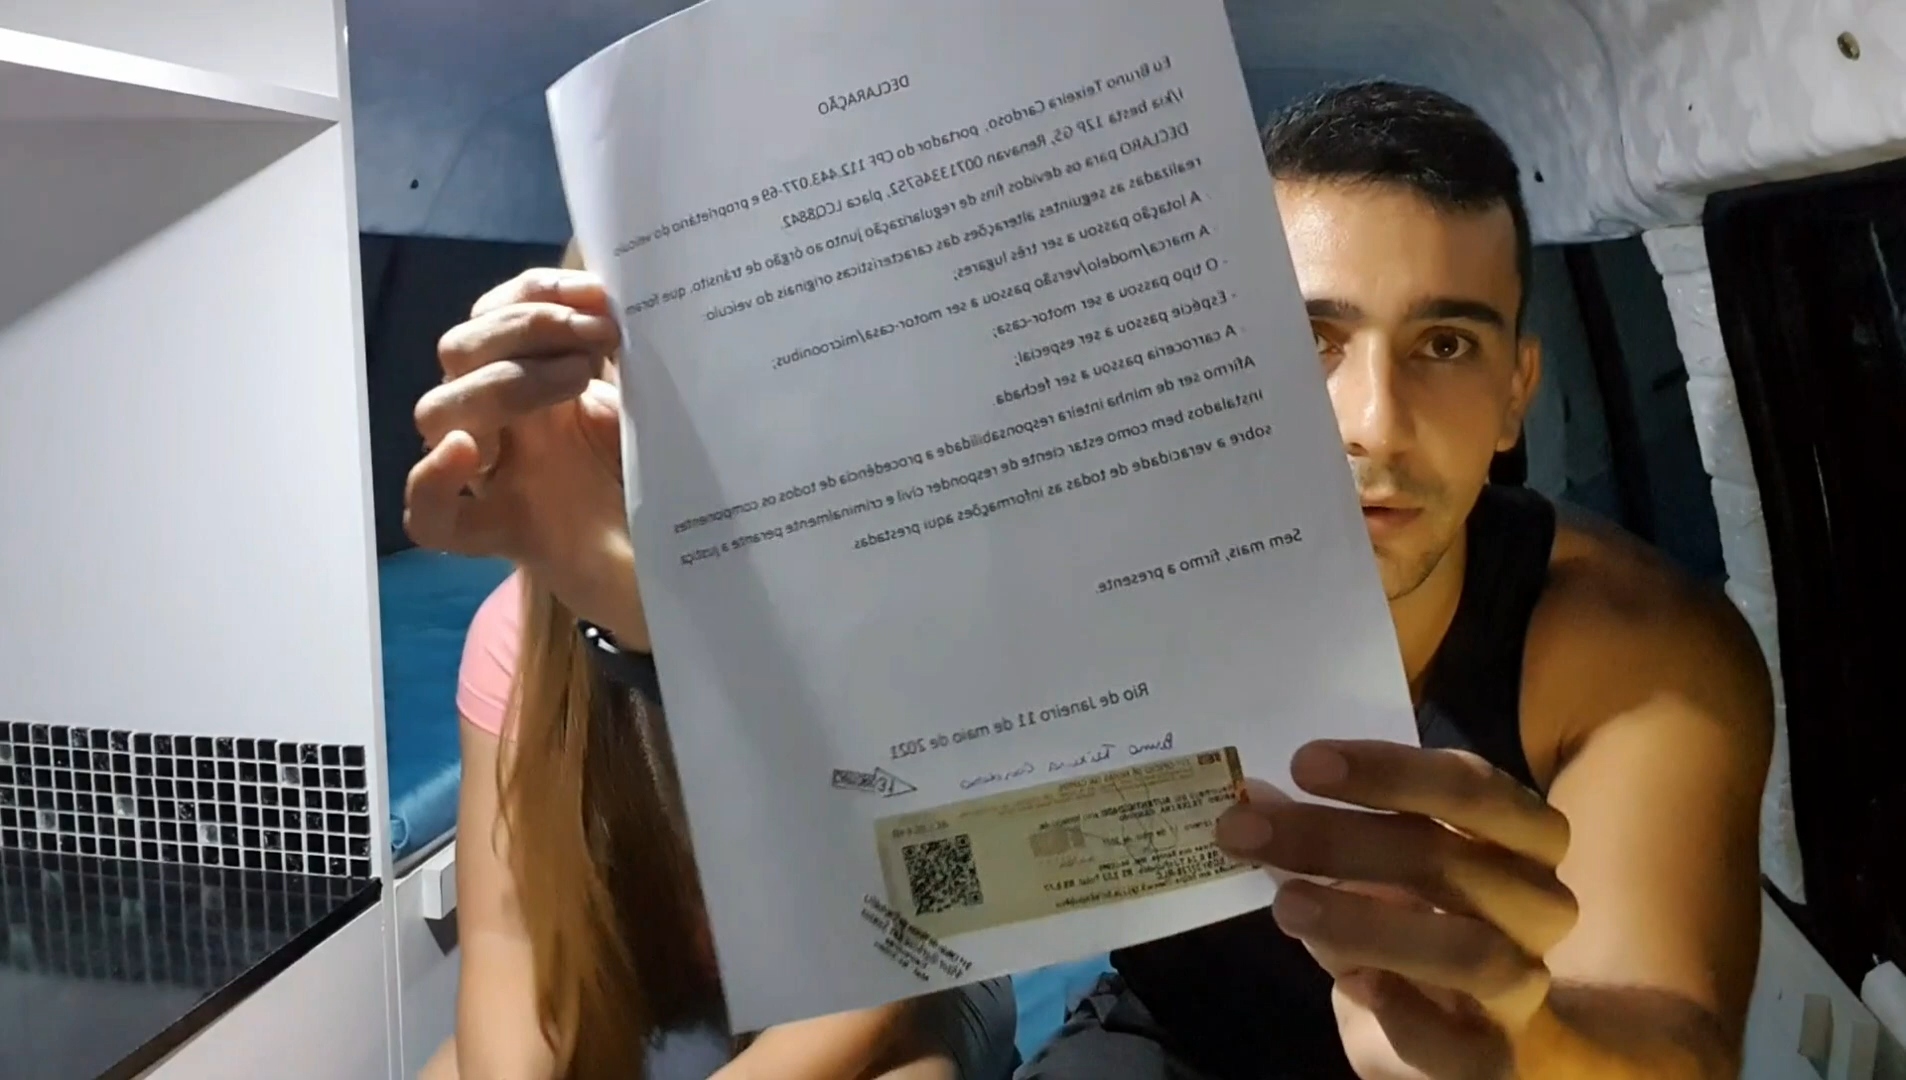 DECLARAÇÃO
Eu Bruno Teixeira Cardoso, portador do CPF 112.443.077-69 e proprietário do veículo
I/kia besta 12P GS, Renavan 00713346752, placa LCQ8842.
DECLARO para os devidos fins de regularização junto ao órgão de trânsito, que foram
realizadas as seguintes alterações das características originais do veículo:
- A lotação passou a ser três lugares;
- A marca/modelo/versão passou a ser motor-casa/microonibus;
- O tipo passou a ser motor-casa;
- Espécie passou a ser especial;
- A carroceria passou a ser fechada.
Afirmo ser de minha inteira responsabilidade a procedência de todos os componentes
instalados bem como estar ciente de responder civil e criminalmente perante a justiça
sobre a veracidade de todas as informações aqui prestadas.
Sem mais, firmo a presente.
Rio de Janeiro 11 de maio de 2021
Bruno Teixeira Cardoso